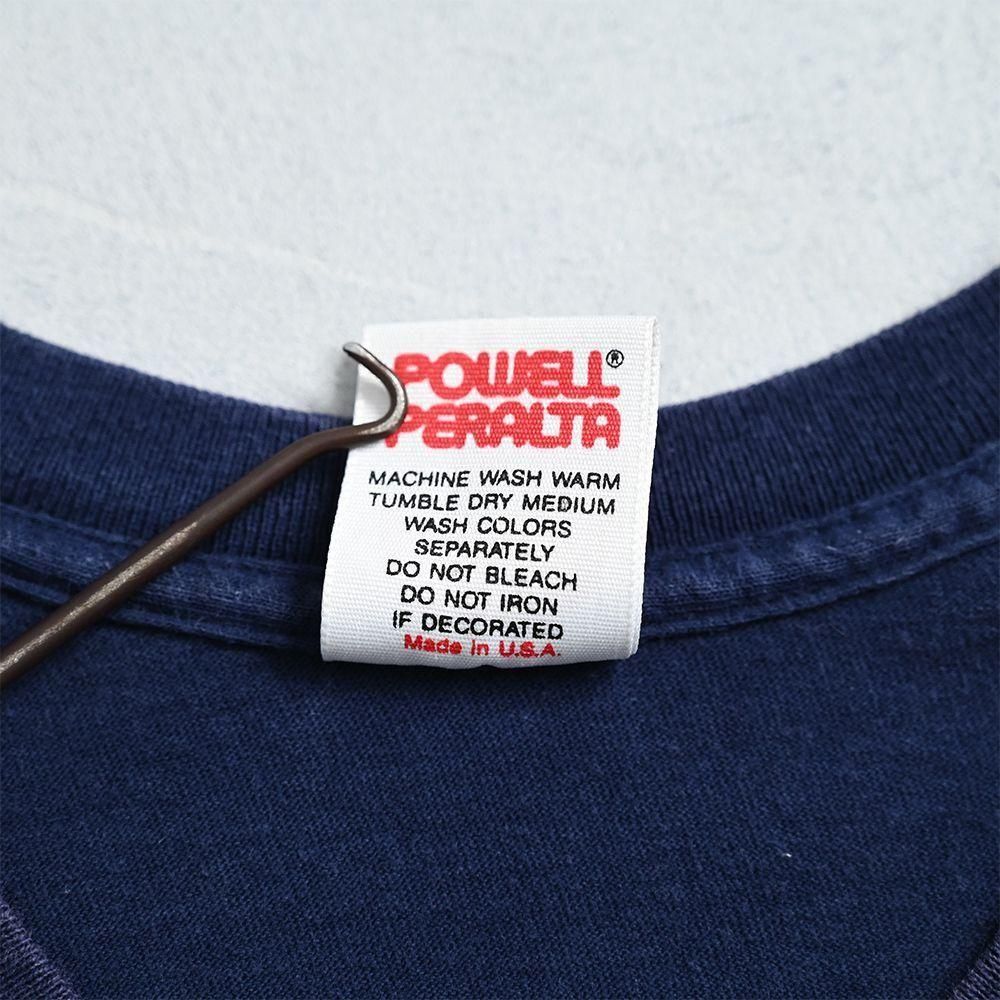 POWELL®
PERALTA
MACHINE WASH WARM
TUMBLE DRY MEDIUM
WASH COLORS
SEPARATELY
DO NOT BLEACH
DO NOT IRON
IF DECORATED
Made in U.S.A.